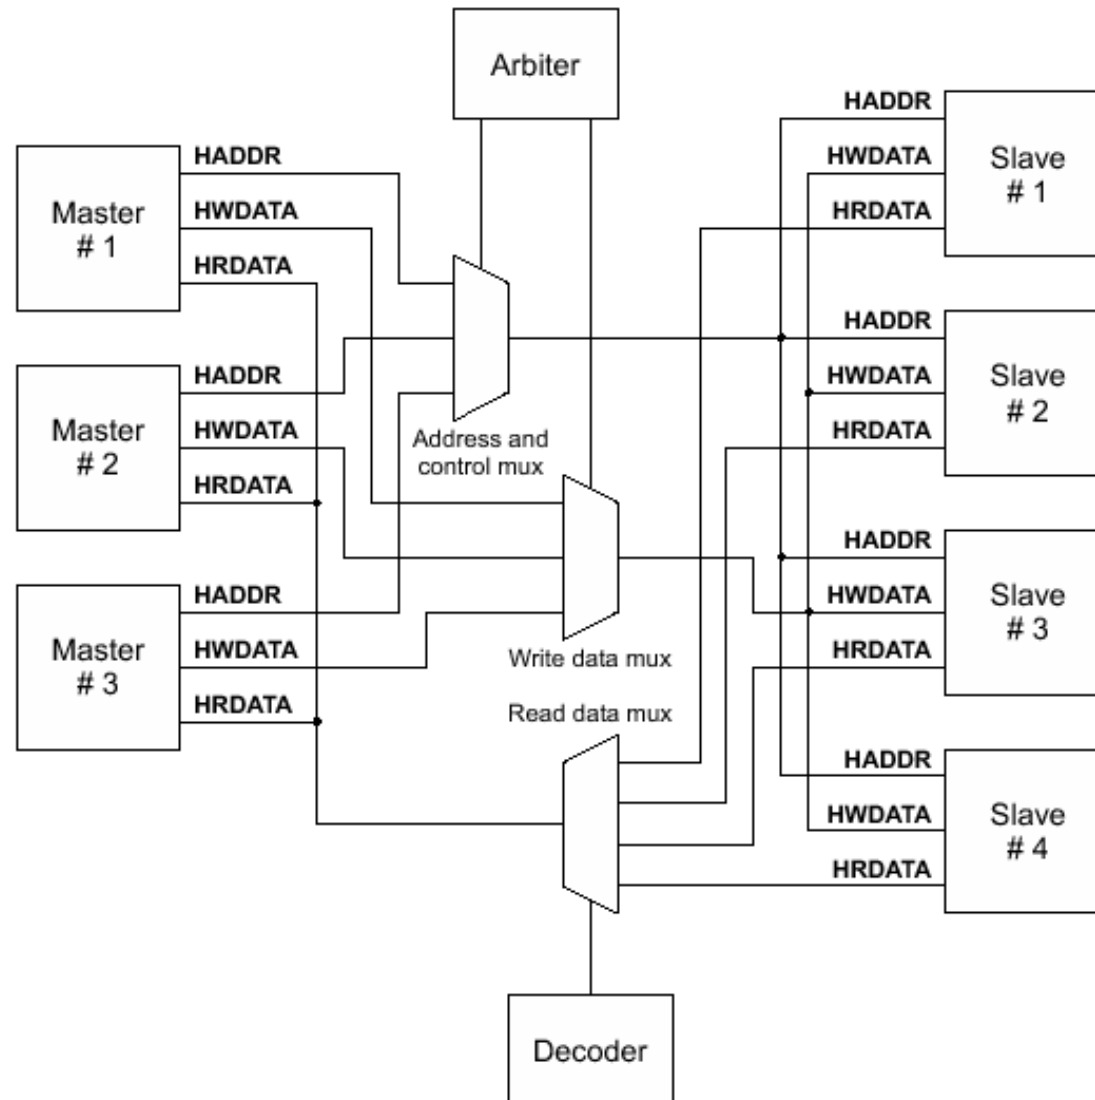 Arbiter
Master
# 1
HADDR
HWDATA
HRDATA
Master
# 2
HADDR
HWDATA
HRDATA
Master
# 3
HADDR
HWDATA
HRDATA
Address and
control mux
Write data mux
Read data mux
Decoder
HADDR
HWDATA
HRDATA
Slave
# 1
HADDR
HWDATA
HRDATA
Slave
# 2
HADDR
HWDATA
HRDATA
Slave
# 3
HADDR
HWDATA
HRDATA
Slave
# 4